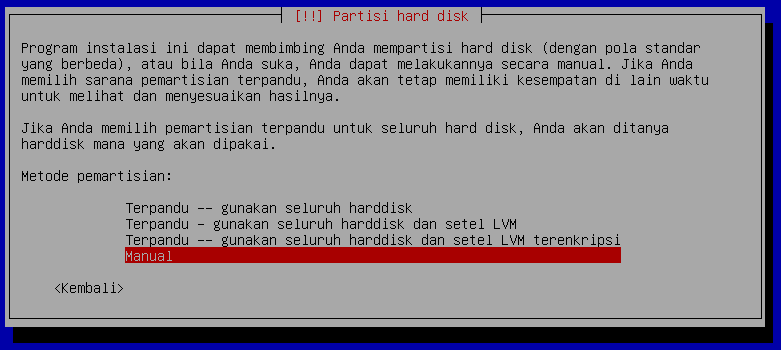 [!!] Partisi hard disk
Program instalasi ini dapat membimbing Anda mempartisi hard disk (dengan pola standar
yang berbeda), atau bila Anda suka, Anda dapat melakukannya secara manual. Jika Anda
memilih sarana pemartisian terpandu, Anda akan tetap memiliki kesempatan di lain waktu
untuk melihat dan menyesuaikan hasilnya.
Jika Anda memilih pemartisian terpandu untuk seluruh hard disk, Anda akan ditanya
harddisk mana yang akan dipakai.
Metode pemartisian:
Terpandu -- gunakan seluruh harddisk
Terpandu - gunakan seluruh harddisk dan setel LVM
Terpandu -- gunakan seluruh harddisk dan setel LVM terenkripsi
Manual
<Kembali>